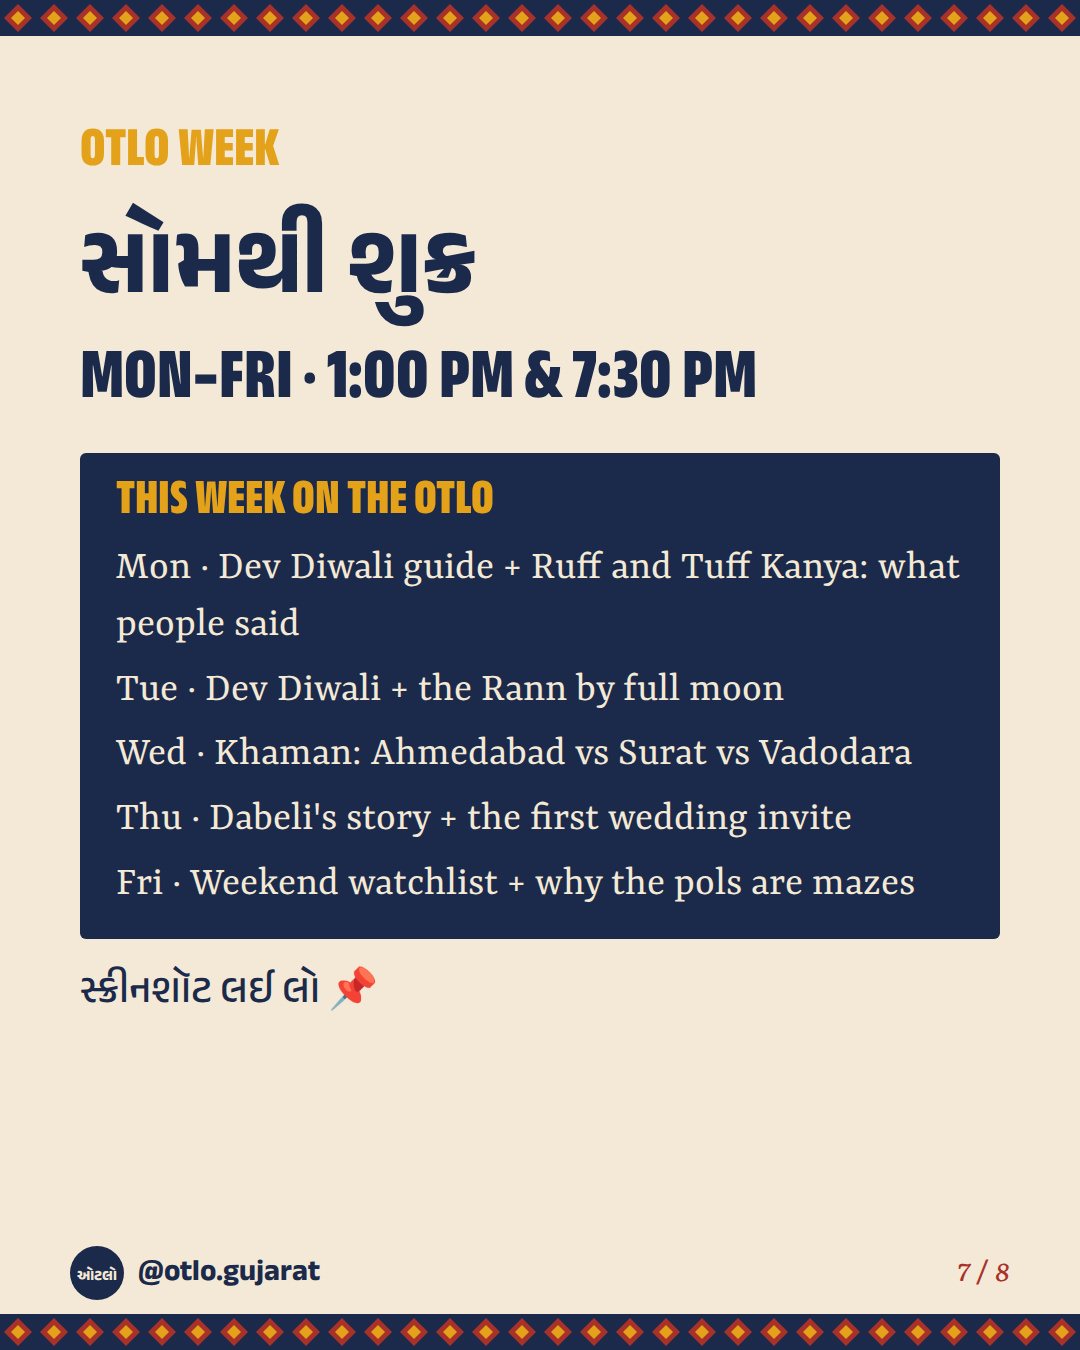 OTLO WEEK
સોમથી શુક્ર
MON–FRI · 1:00 PM & 7:30 PM
THIS WEEK ON THE OTLO
Mon · Dev Diwali guide + Ruff and Tuff Kanya: what
people said
Tue · Dev Diwali + the Rann by full moon
Wed · Khaman: Ahmedabad vs Surat vs Vadodara
Thu · Dabeli's story + the first wedding invite
Fri · Weekend watchlist + why the pols are mazes
સ્ક્રીનશૉટ લઈ લો 📌
ઓટલો @otlo.gujarat
7 / 8